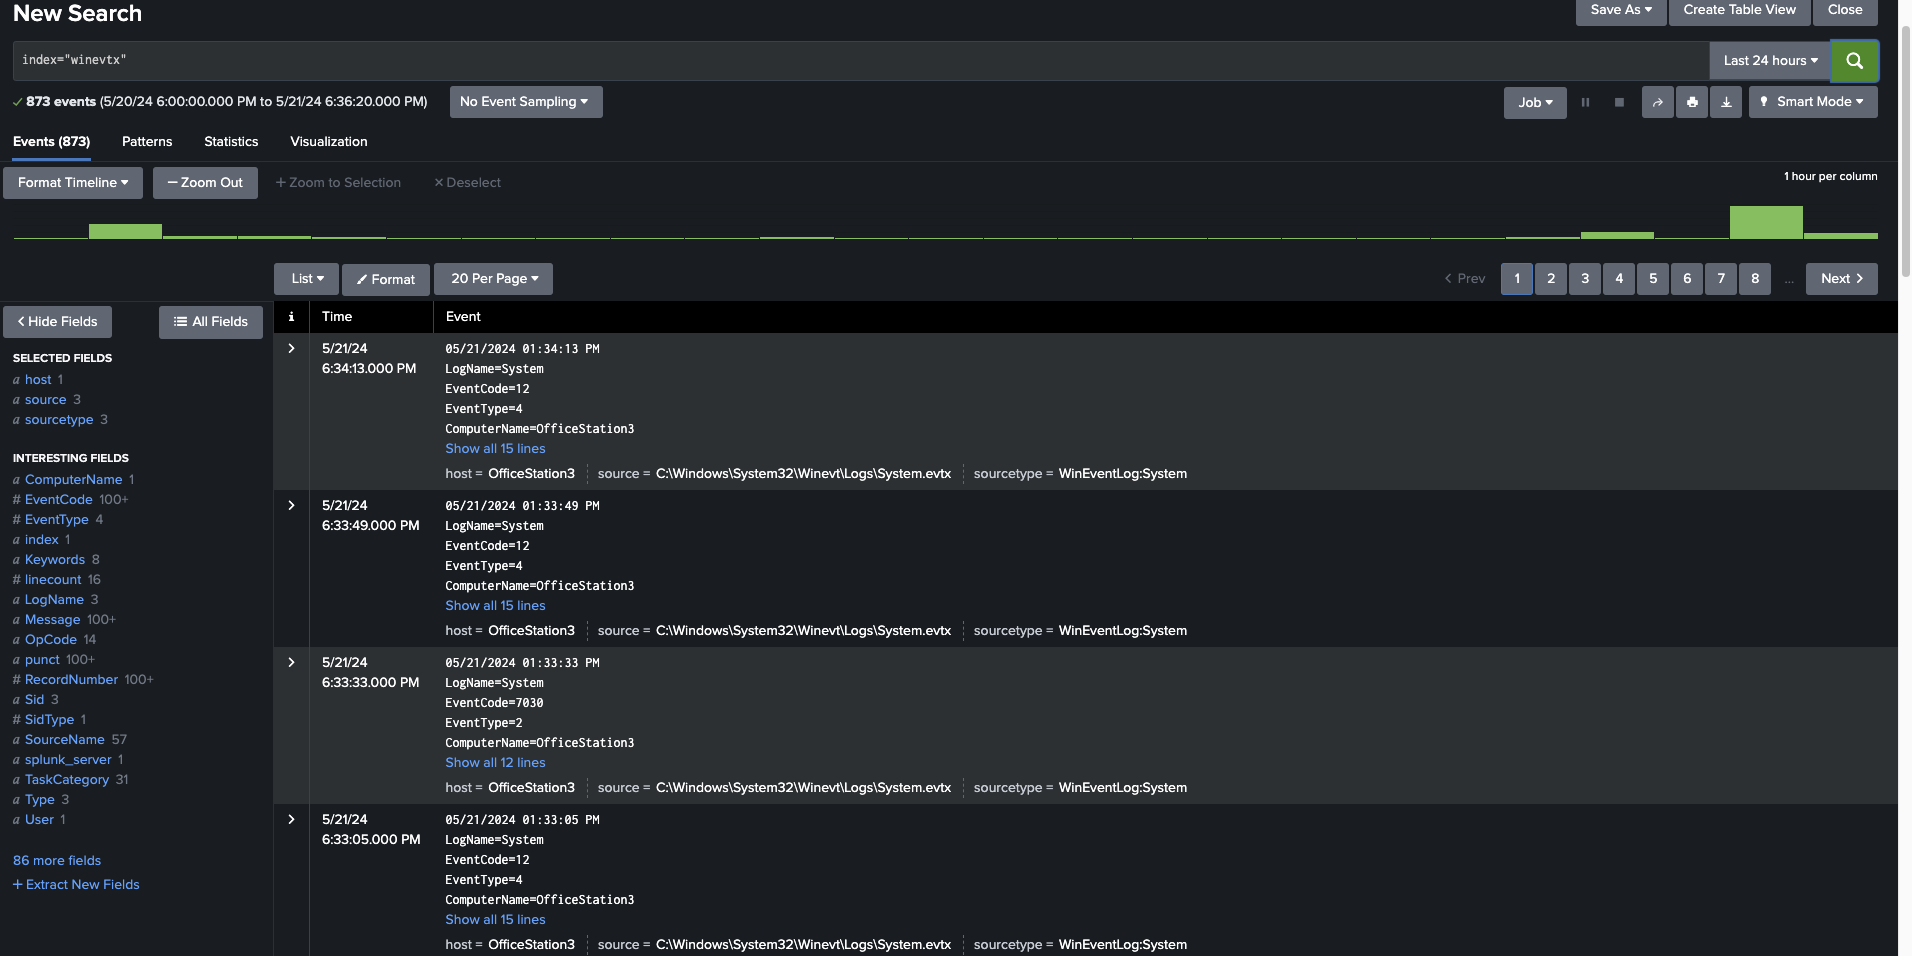 New Search
Save As ▾ Create Table View Close
index="winevtx"
Last 24 hours ▾
✓ 873 events (5/20/24 6:00:00.000 PM to 5/21/24 6:36:20.000 PM) No Event Sampling ▾
Job ▾ Smart Mode ▾
Events (873) Patterns Statistics Visualization
Format Timeline ▾ — Zoom Out + Zoom to Selection × Deselect
1 hour per column
List ▾ Format 20 Per Page ▾
< Prev 1 2 3 4 5 6 7 8 ... Next >
< Hide Fields All Fields
SELECTED FIELDS
a host 1
a source 3
a sourcetype 3
INTERESTING FIELDS
a ComputerName 1
# EventCode 100+
# EventType 4
a index 1
a Keywords 8
# linecount 16
a LogName 3
a Message 100+
a OpCode 14
a punct 100+
# RecordNumber 100+
a Sid 3
# SidType 1
a SourceName 57
a splunk_server 1
a TaskCategory 31
a Type 3
a User 1
86 more fields
+ Extract New Fields
i Time Event
> 5/21/24 05/21/2024 01:34:13 PM
6:34:13.000 PM LogName=System
EventCode=12
EventType=4
ComputerName=OfficeStation3
Show all 15 lines
host = OfficeStation3 source = C:\Windows\System32\Winevt\Logs\System.evtx sourcetype = WinEventLog:System
> 5/21/24 05/21/2024 01:33:49 PM
6:33:49.000 PM LogName=System
EventCode=12
EventType=4
ComputerName=OfficeStation3
Show all 15 lines
host = OfficeStation3 source = C:\Windows\System32\Winevt\Logs\System.evtx sourcetype = WinEventLog:System
> 5/21/24 05/21/2024 01:33:33 PM
6:33:33.000 PM LogName=System
EventCode=7030
EventType=2
ComputerName=OfficeStation3
Show all 12 lines
host = OfficeStation3 source = C:\Windows\System32\Winevt\Logs\System.evtx sourcetype = WinEventLog:System
> 5/21/24 05/21/2024 01:33:05 PM
6:33:05.000 PM LogName=System
EventCode=12
EventType=4
ComputerName=OfficeStation3
Show all 15 lines
host = OfficeStation3 source = C:\Windows\System32\Winevt\Logs\System.evtx sourcetype = WinEventLog:System